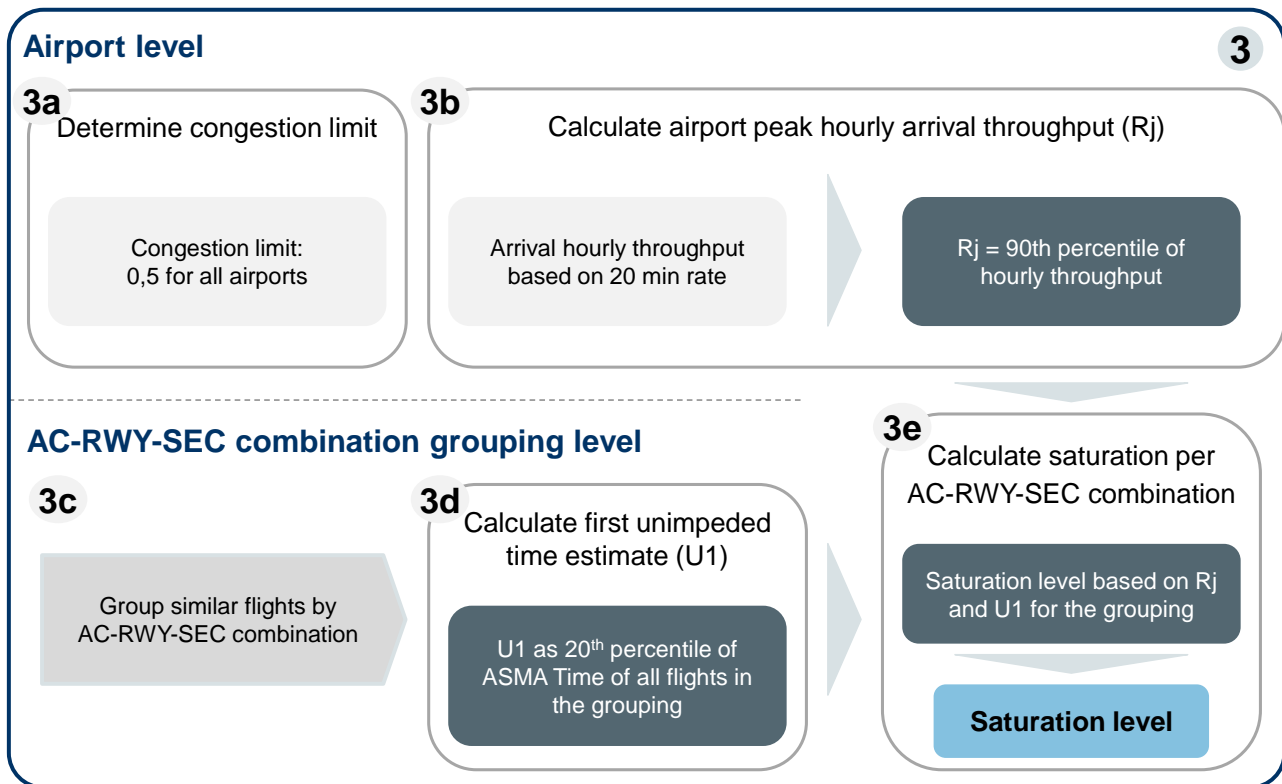 Airport level
3
3a
Determine congestion limit
Congestion limit:
0,5 for all airports
3b
Calculate airport peak hourly arrival throughput (Rj)
Arrival hourly throughput
based on 20 min rate
Rj = 90th percentile of
hourly throughput
AC-RWY-SEC combination grouping level
3c
Group similar flights by
AC-RWY-SEC combination
3d
Calculate first unimpeded
time estimate (U1)
U1 as 20th percentile of
ASMA Time of all flights in
the grouping
3e
Calculate saturation per
AC-RWY-SEC combination
Saturation level based on Rj
and U1 for the grouping
Saturation level